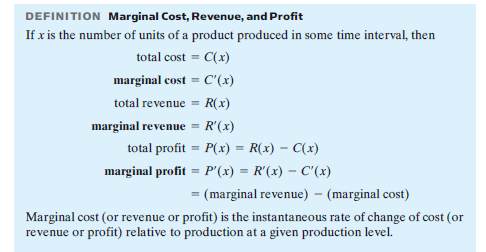 DEFINITION Marginal Cost, Revenue, and Profit
If x is the number of units of a product produced in some time interval, then
total cost = C(x)
marginal cost = C′(x)
total revenue = R(x)
marginal revenue = R′(x)
total profit = P(x) = R(x) − C(x)
marginal profit = P′(x) = R′(x) − C′(x)
= (marginal revenue) − (marginal cost)
Marginal cost (or revenue or profit) is the instantaneous rate of change of cost (or
revenue or profit) relative to production at a given production level.